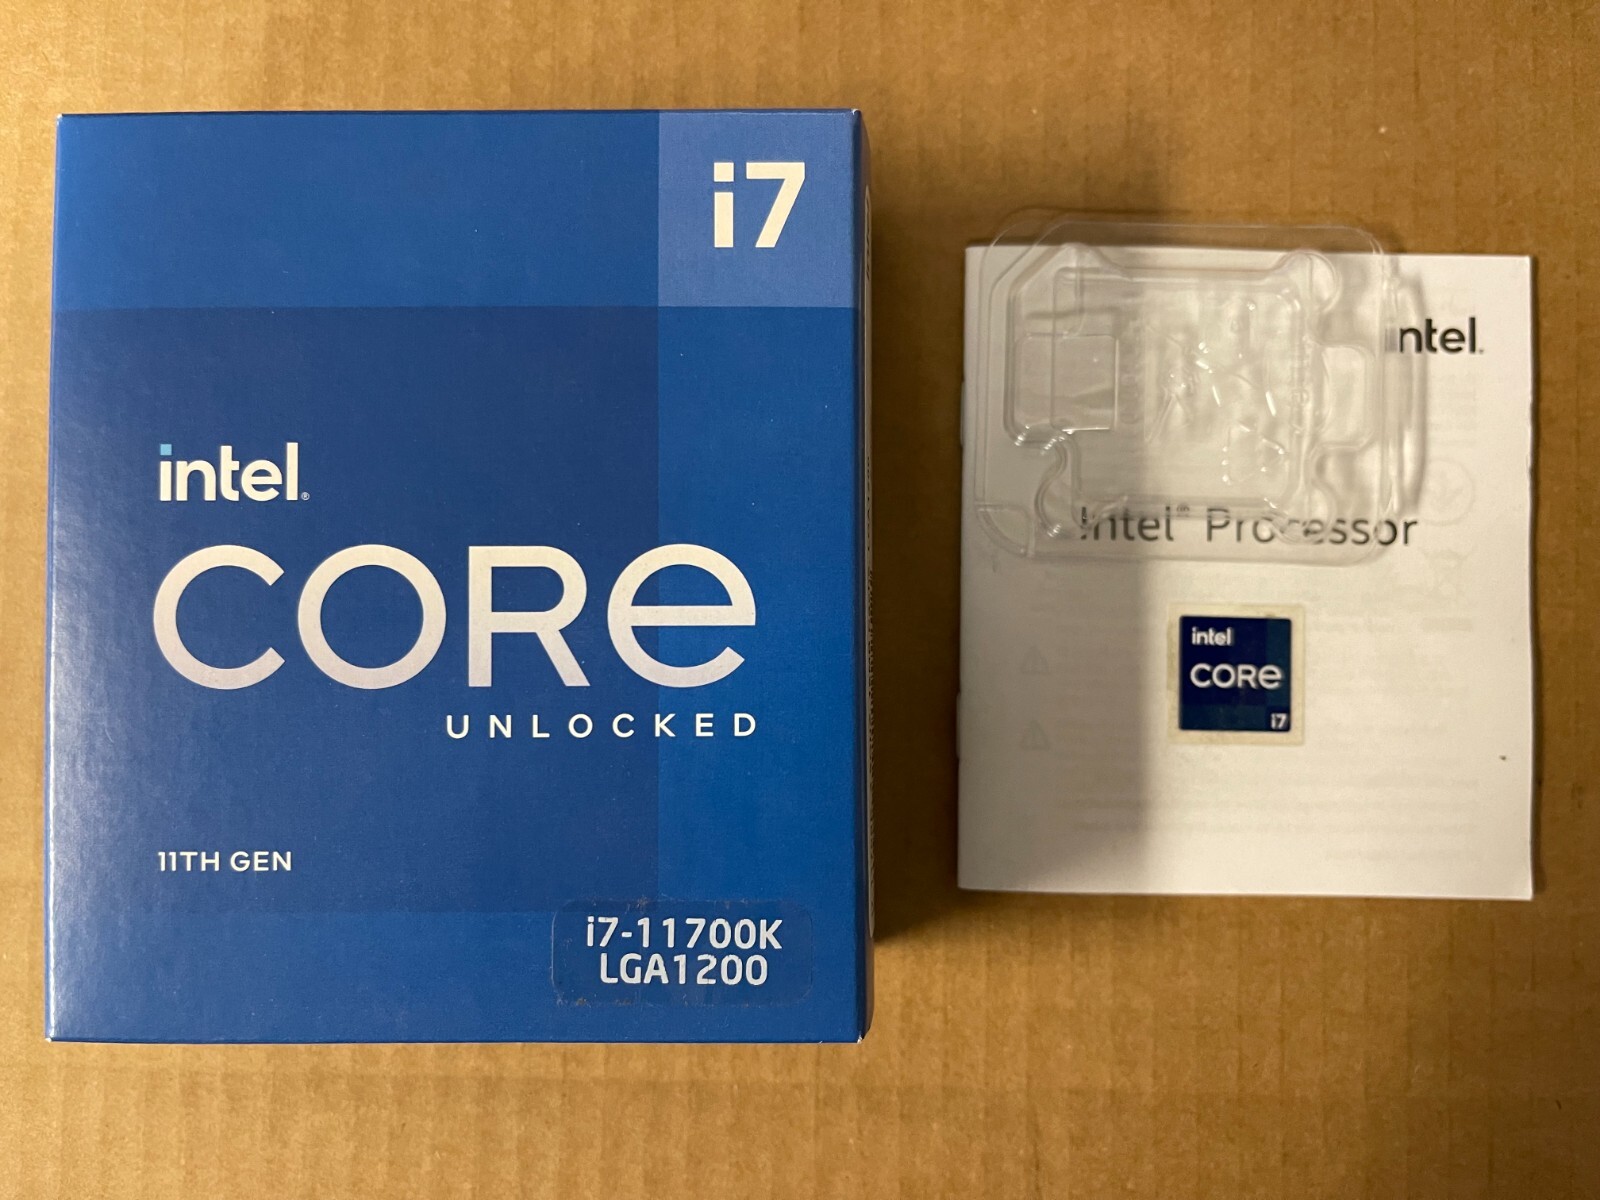 i7
intel®
CORe
UNLOCKED
11TH GEN
i7-11700K
LGA1200
intel.
Intel® Processor
intel
CORe
i7